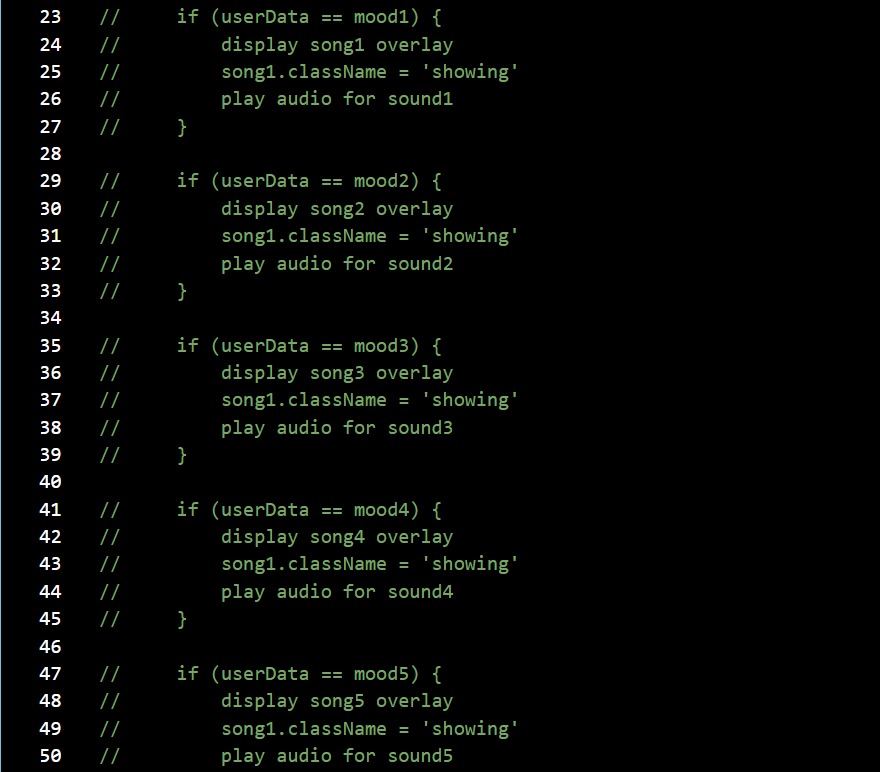 23 // if (userData == mood1) {
24 // display song1 overlay
25 // song1.className = 'showing'
26 // play audio for sound1
27 // }
28
29 // if (userData == mood2) {
30 // display song2 overlay
31 // song1.className = 'showing'
32 // play audio for sound2
33 // }
34
35 // if (userData == mood3) {
36 // display song3 overlay
37 // song1.className = 'showing'
38 // play audio for sound3
39 // }
40
41 // if (userData == mood4) {
42 // display song4 overlay
43 // song1.className = 'showing'
44 // play audio for sound4
45 // }
46
47 // if (userData == mood5) {
48 // display song5 overlay
49 // song1.className = 'showing'
50 // play audio for sound5